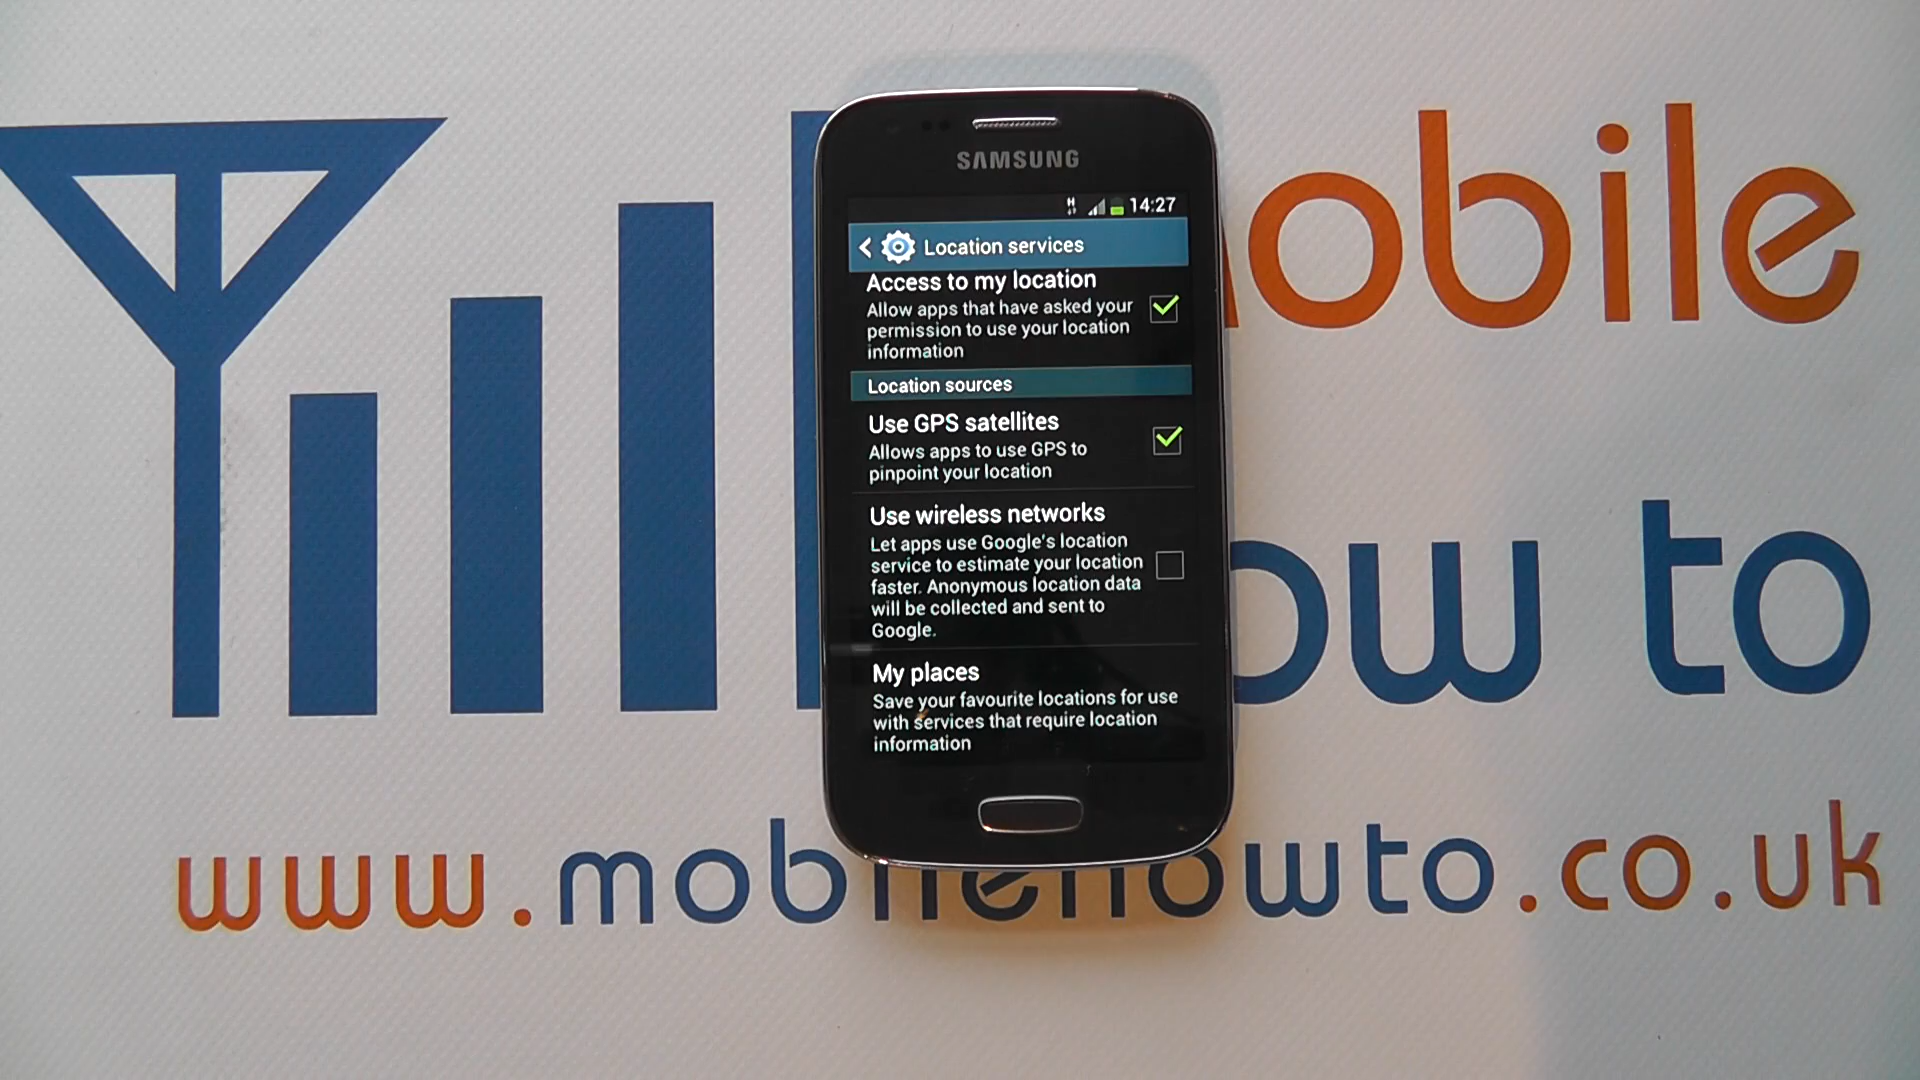 mobile
SAMSUNG
H 14:27
Location services
Access to my location
Allow apps that have asked your
permission to use your location
information
Location sources
Use GPS satellites
Allows apps to use GPS to
pinpoint your location
Use wireless networks
Let apps use Google's location
service to estimate your location
faster. Anonymous location data
will be collected and sent to
Google.
My places
Save your favourite locations for use
with services that require location
information
how to
www.mobilehowto.co.uk